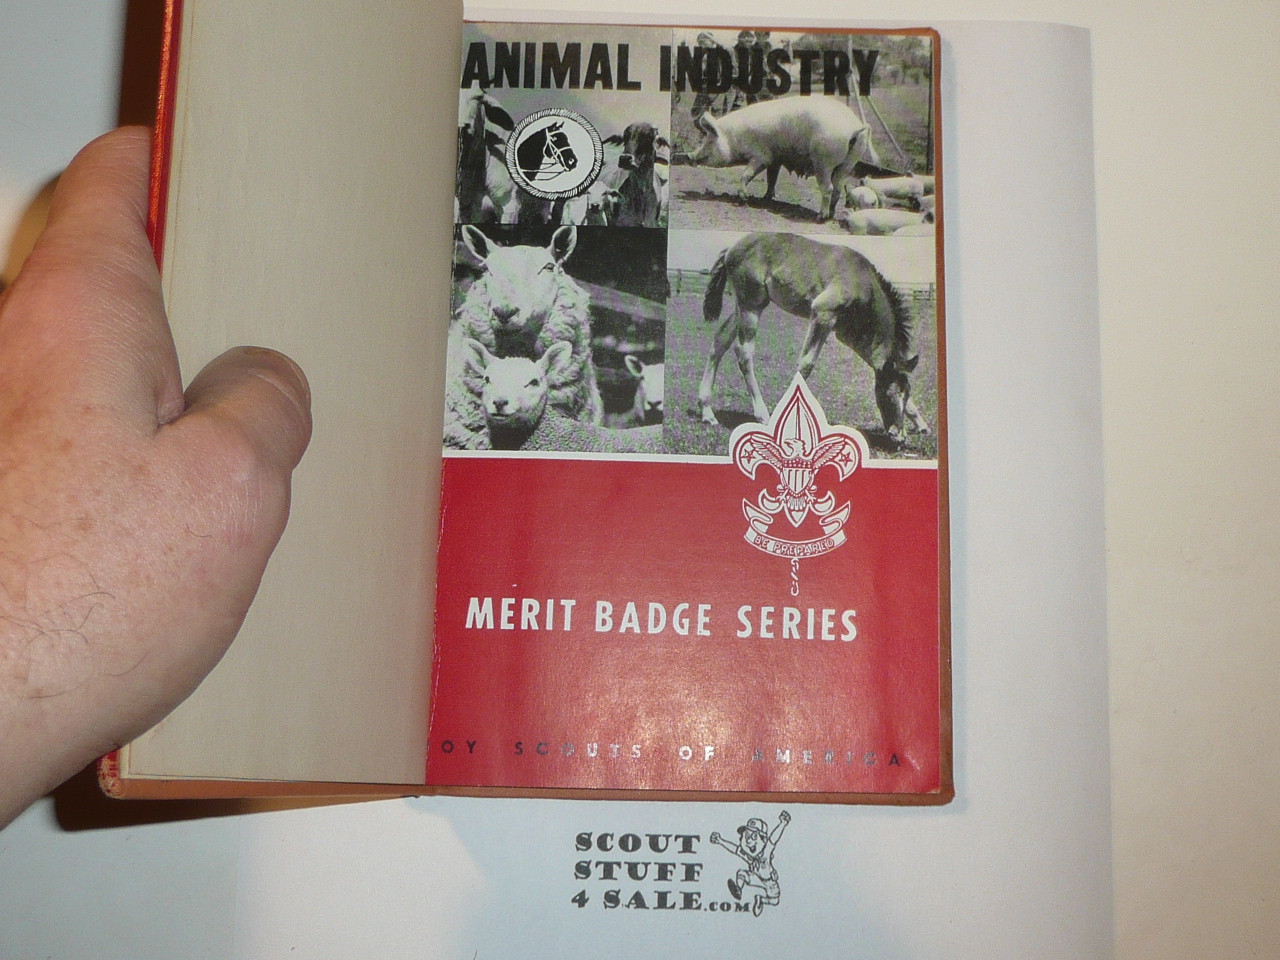 ANIMAL INDUSTRY
BE PREPARED
MERIT BADGE SERIES
OY SCOUTS OF AMERICA
SCOUT
STUFF
4 SALE.com